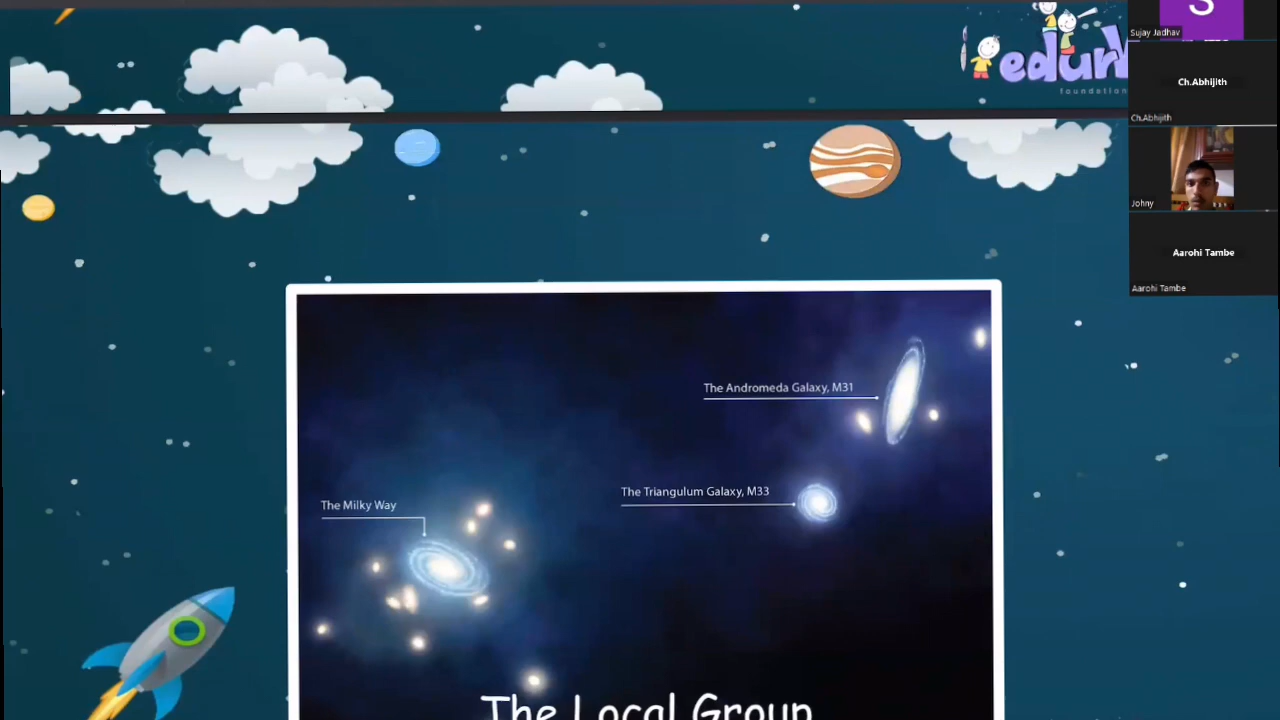 foundation
S
Sujay Jadhav
Ch.Abhijith
Ch.Abhijith
Johny
Aarohi Tambe
Aarohi Tambe
The Andromeda Galaxy, M31
The Triangulum Galaxy, M33
The Milky Way
The Local Group